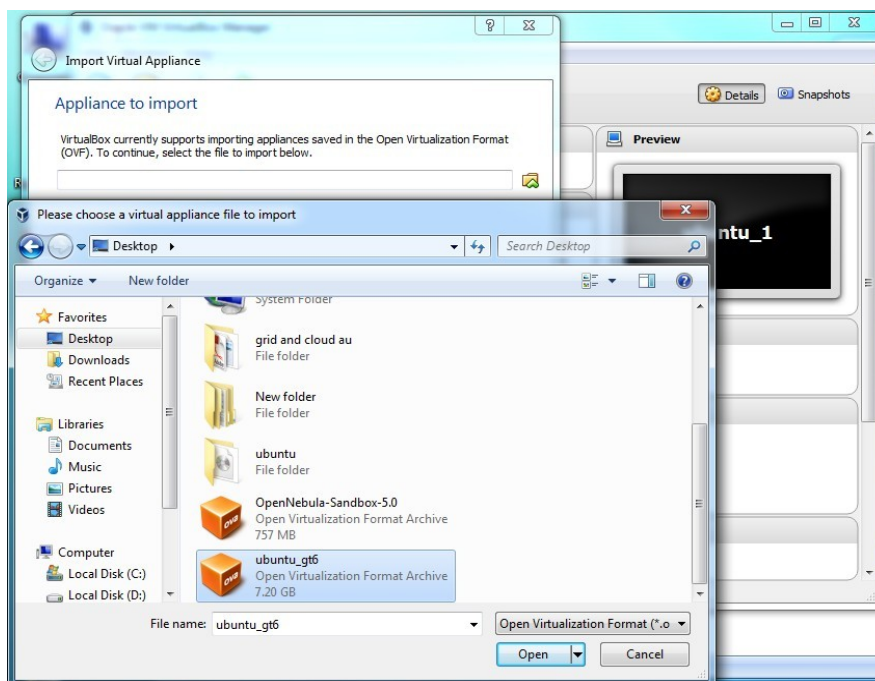 Import Virtual Appliance
Appliance to import
VirtualBox currently supports importing appliances saved in the Open Virtualization Format
(OVF). To continue, select the file to import below.
Details
Snapshots
Preview
ntu_1
Please choose a virtual appliance file to import
Desktop
Search Desktop
Organize
New folder
Favorites
Desktop
Downloads
Recent Places
Libraries
Documents
Music
Pictures
Videos
Computer
Local Disk (C:)
Local Disk (D:)
System Folder
grid and cloud au
File folder
New folder
File folder
ubuntu
File folder
OpenNebula-Sandbox-5.0
Open Virtualization Format Archive
757 MB
ubuntu_gt6
Open Virtualization Format Archive
7.20 GB
ova
ova
File name:
ubuntu_gt6
Open Virtualization Format (*.o
Open
Cancel